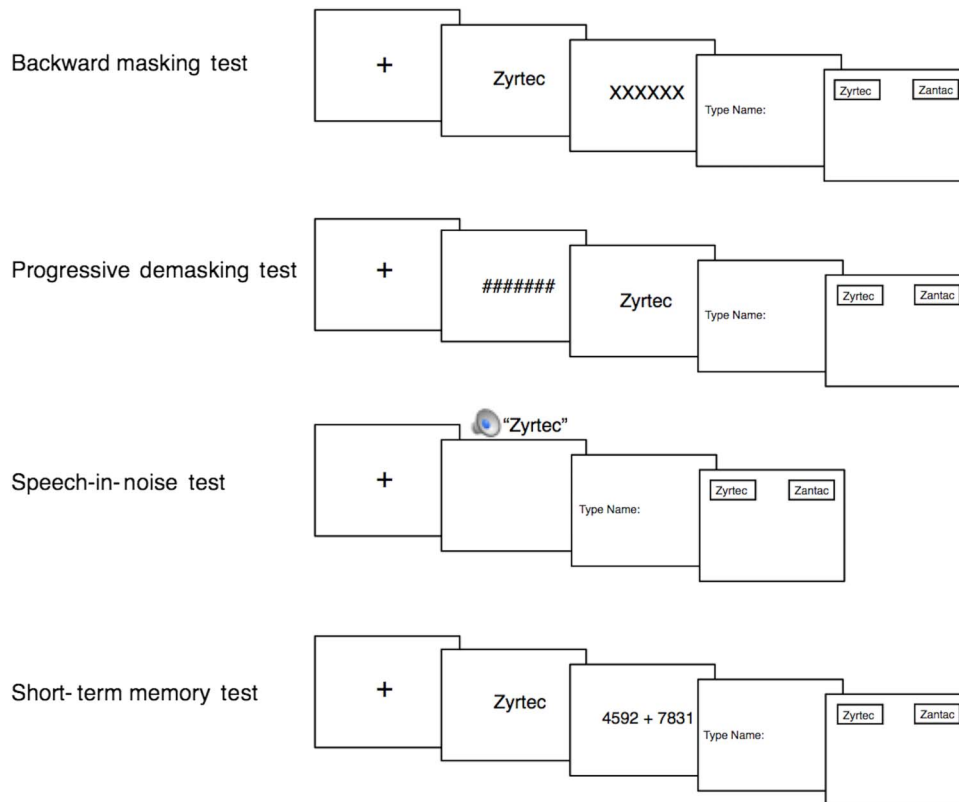 Backward masking test
+
Zyrtec
XXXXXX
Type Name:
Zyrtec
Zantac
Progressive demasking test
+
#######
Zyrtec
Type Name:
Zyrtec
Zantac
Speech-in-noise test
+
"Zyrtec"
Type Name:
Zyrtec
Zantac
Short-term memory test
+
Zyrtec
4592 + 7831
Type Name:
Zyrtec
Zantac